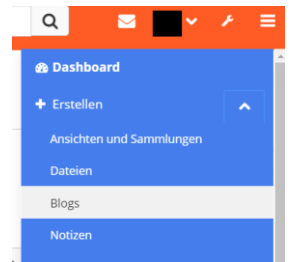 Dashboard
Erstellen
Ansichten und Sammlungen
Dateien
Blogs
Notizen